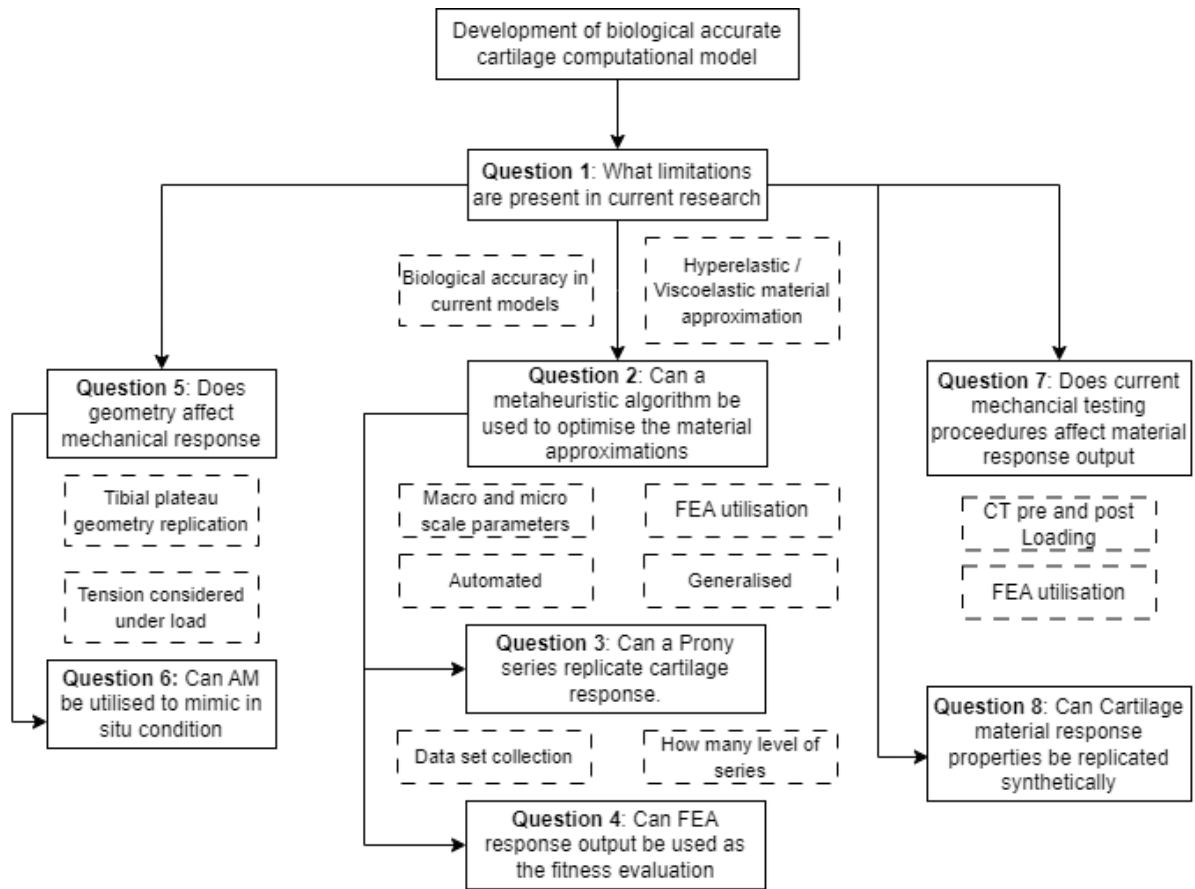 Development of biological accurate
cartilage computational model
Question 1: What limitations
are present in current research
Biological accuracy in
current models
Hyperelastic /
Viscoelastic material
approximation
Question 5: Does
geometry affect
mechanical response
Question 2: Can a
metaheuristic algorithm be
used to optimise the material
approximations
Question 7: Does current
mechancial testing
proceedures affect material
response output
Tibial plateau
geometry replication
Macro and micro
scale parameters
FEA utilisation
CT pre and post
Loading
Tension considered
under load
Automated
Generalised
FEA utilisation
Question 6: Can AM
be utilised to mimic in
situ condition
Question 3: Can a Prony
series replicate cartilage
response.
Question 8: Can Cartilage
material response
properties be replicated
synthetically
Data set collection
How many level of
series
Question 4: Can FEA
response output be used as
the fitness evaluation